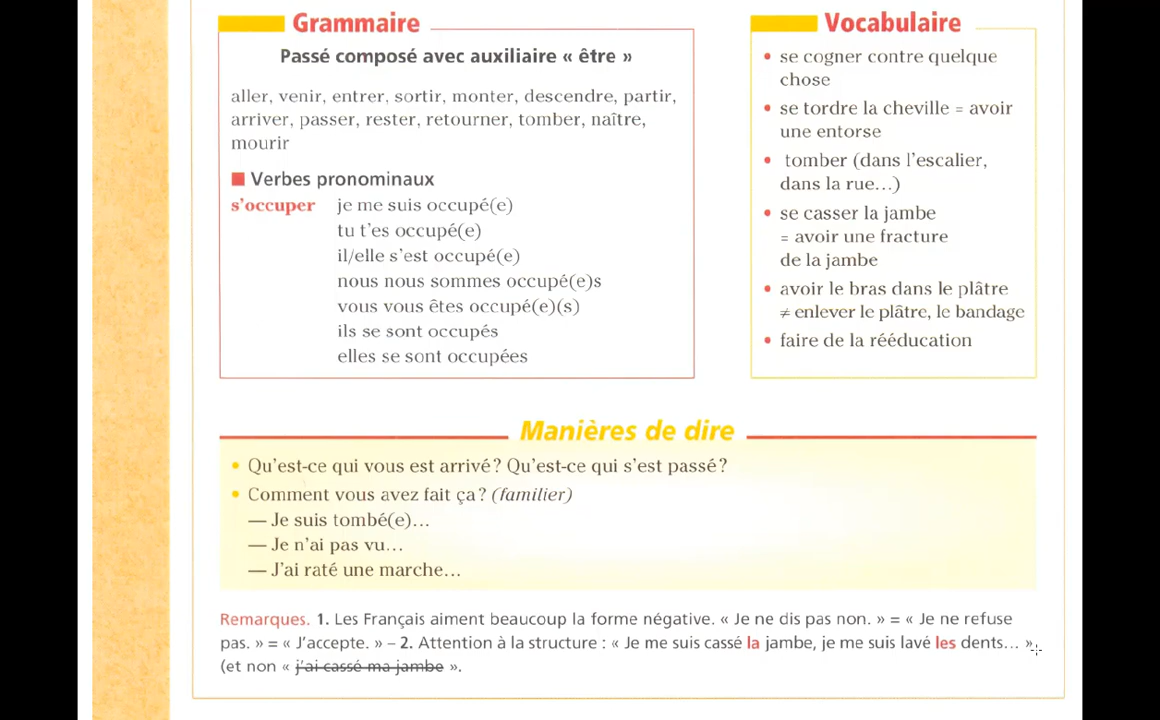 Grammaire
Passé composé avec auxiliaire « être »
aller, venir, entrer, sortir, monter, descendre, partir,
arriver, passer, rester, retourner, tomber, naître,
mourir
Verbes pronominaux
s'occuper je me suis occupé(e)
tu t'es occupé(e)
il/elle s'est occupé(e)
nous nous sommes occupé(e)s
vous vous êtes occupé(e)(s)
ils se sont occupés
elles se sont occupées
Vocabulaire
• se cogner contre quelque
chose
• se tordre la cheville = avoir
une entorse
• tomber (dans l'escalier,
dans la rue…)
• se casser la jambe
= avoir une fracture
de la jambe
• avoir le bras dans le plâtre
≠ enlever le plâtre, le bandage
• faire de la rééducation
Manières de dire
• Qu'est-ce qui vous est arrivé ? Qu'est-ce qui s'est passé ?
• Comment vous avez fait ça ? (familier)
— Je suis tombé(e)…
— Je n'ai pas vu…
— J'ai raté une marche…
Remarques. 1. Les Français aiment beaucoup la forme négative. « Je ne dis pas non. » = « Je ne refuse
pas. » = « J'accepte. » – 2. Attention à la structure : « Je me suis cassé la jambe, je me suis lavé les dents… »
(et non « j'ai cassé ma jambe ».